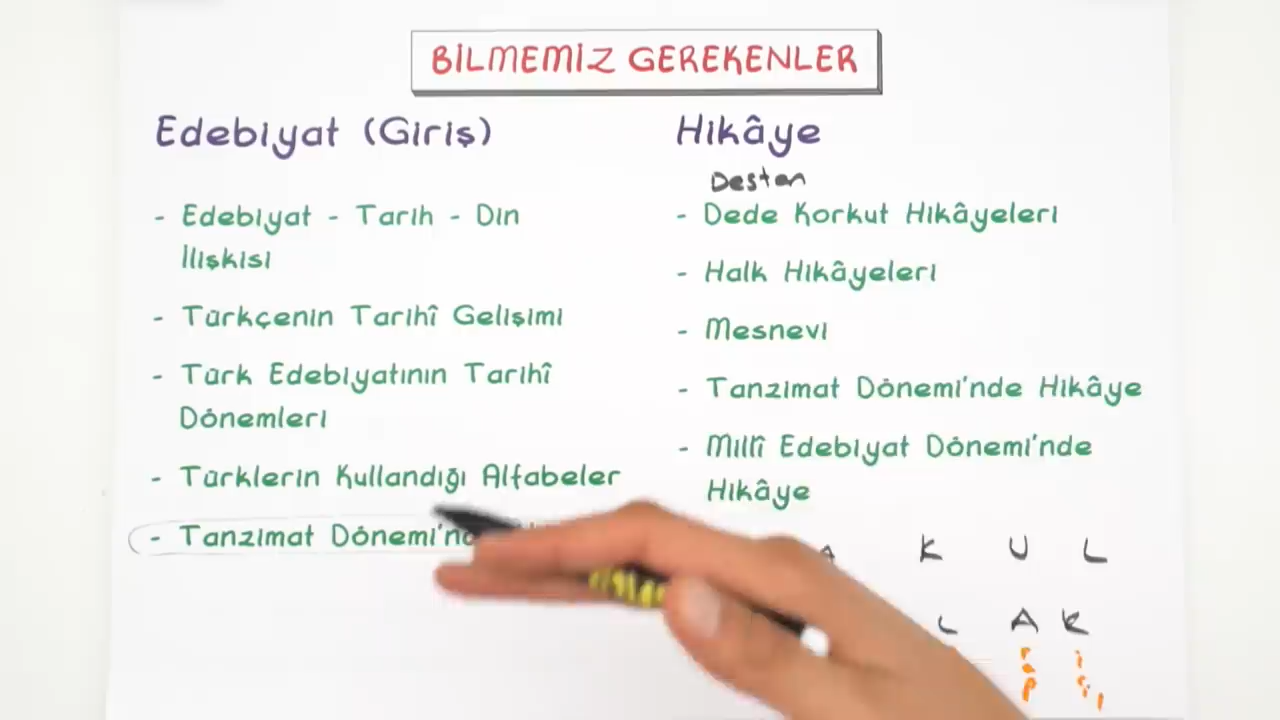 BİLMEMİZ GEREKENLER
Edebiyat (Giriş)
- Edebiyat - Tarih - Din
İlişkisi
- Türkçenin Tarihî Gelişimi
- Türk Edebiyatının Tarihî
Dönemleri
- Türklerin Kullandığı Alfabeler
- Tanzimat Dönemi'nd
Hikâye
Destan
- Dede Korkut Hikâyeleri
- Halk Hikâyeleri
- Mesnevi
- Tanzimat Dönemi'nde Hikâye
- Millî Edebiyat Dönemi'nde
Hikâye
A K U L
L A K